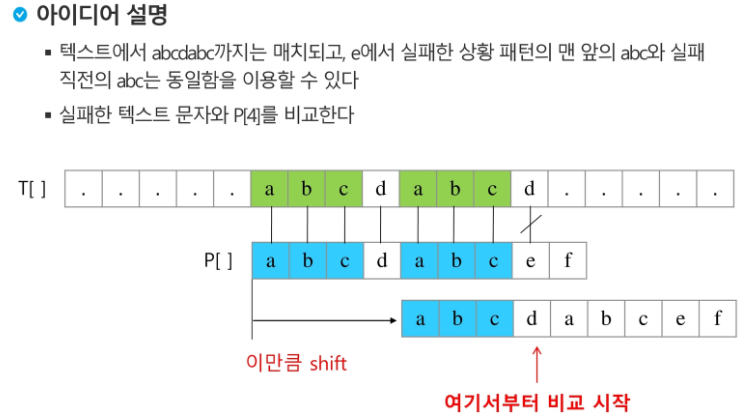 아이디어 설명
▪ 텍스트에서 abcdabc까지는 매치되고, e에서 실패한 상황 패턴의 맨 앞의 abc와 실패
직전의 abc는 동일함을 이용할 수 있다
▪ 실패한 텍스트 문자와 P[4]를 비교한다
T[ ] . . . . . a b c d a b c d . . . . .
P[ ] a b c d a b c e f
a b c d a b c e f
이만큼 shift
여기서부터 비교 시작